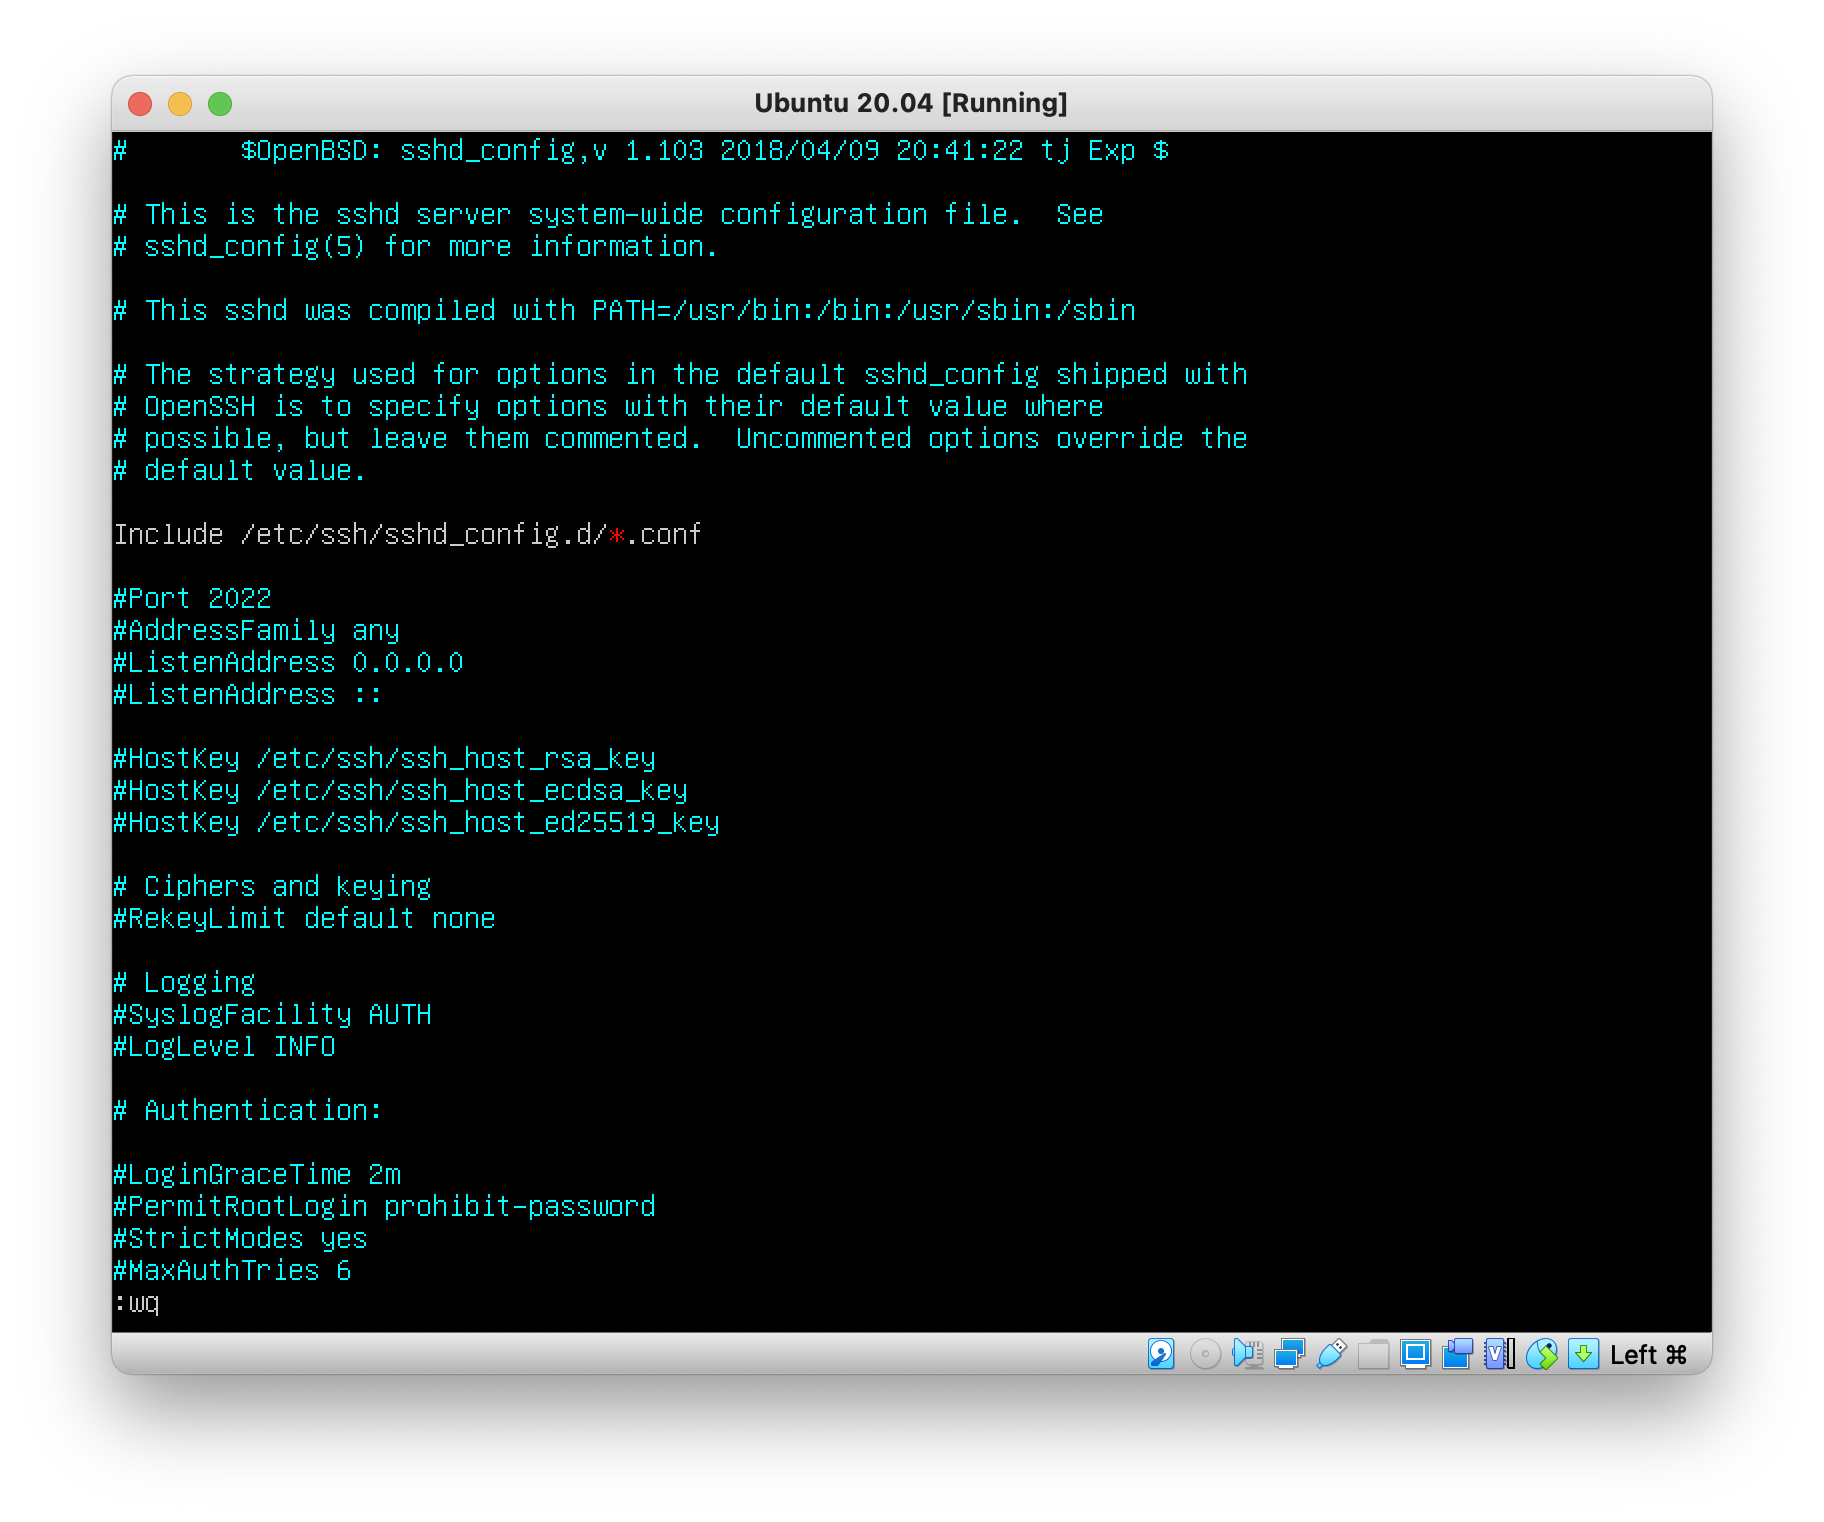 Ubuntu 20.04 [Running]
#       $OpenBSD: sshd_config,v 1.103 2018/04/09 20:41:22 tj Exp $
# This is the sshd server system-wide configuration file.  See
# sshd_config(5) for more information.
# This sshd was compiled with PATH=/usr/bin:/bin:/usr/sbin:/sbin
# The strategy used for options in the default sshd_config shipped with
# OpenSSH is to specify options with their default value where
# possible, but leave them commented.  Uncommented options override the
# default value.
Include /etc/ssh/sshd_config.d/*.conf
#Port 2022
#AddressFamily any
#ListenAddress 0.0.0.0
#ListenAddress ::
#HostKey /etc/ssh/ssh_host_rsa_key
#HostKey /etc/ssh/ssh_host_ecdsa_key
#HostKey /etc/ssh/ssh_host_ed25519_key
# Ciphers and keying
#RekeyLimit default none
# Logging
#SyslogFacility AUTH
#LogLevel INFO
# Authentication:
#LoginGraceTime 2m
#PermitRootLogin prohibit-password
#StrictModes yes
#MaxAuthTries 6
:wq
Left ⌘